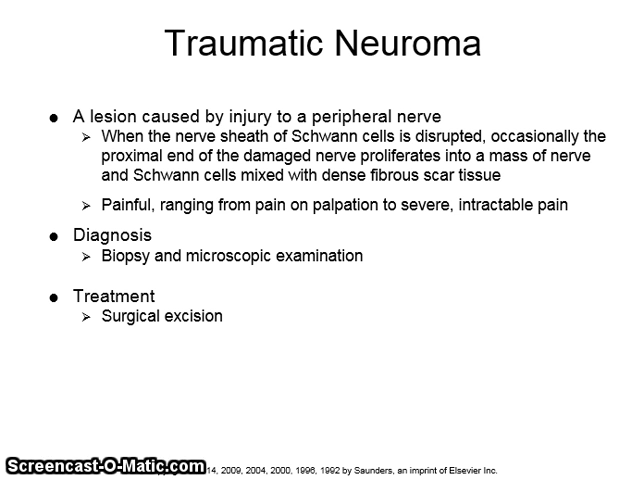 Traumatic Neuroma
● A lesion caused by injury to a peripheral nerve
➢ When the nerve sheath of Schwann cells is disrupted, occasionally the
proximal end of the damaged nerve proliferates into a mass of nerve
and Schwann cells mixed with dense fibrous scar tissue
➢ Painful, ranging from pain on palpation to severe, intractable pain
● Diagnosis
➢ Biopsy and microscopic examination
● Treatment
➢ Surgical excision
Screencast-O-Matic.com 14, 2009, 2004, 2000, 1996, 1992 by Saunders, an imprint of Elsevier Inc.